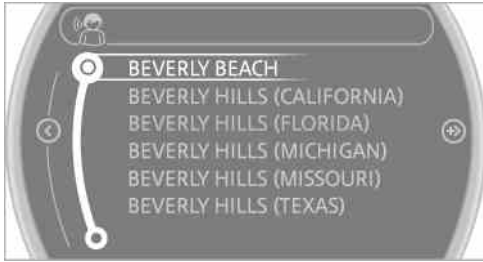 BEVERLY BEACH
BEVERLY HILLS (CALIFORNIA)
BEVERLY HILLS (FLORIDA)
BEVERLY HILLS (MICHIGAN)
BEVERLY HILLS (MISSOURI)
BEVERLY HILLS (TEXAS)